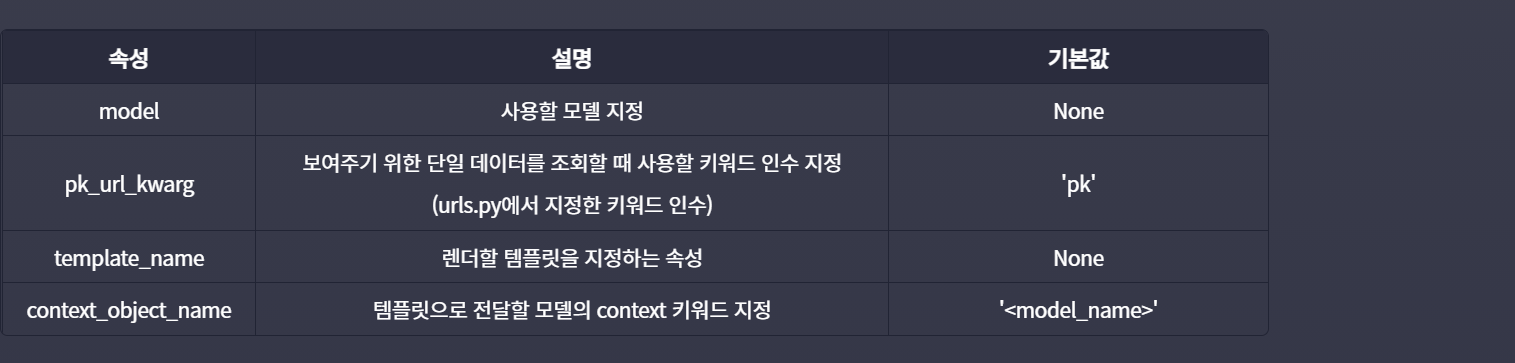 속성 설명 기본값
model 사용할 모델 지정 None
pk_url_kwarg 보여주기 위한 단일 데이터를 조회할 때 사용할 키워드 인수 지정 'pk'
(urls.py에서 지정한 키워드 인수)
template_name 렌더할 템플릿을 지정하는 속성 None
context_object_name 템플릿으로 전달할 모델의 context 키워드 지정 '<model_name>'